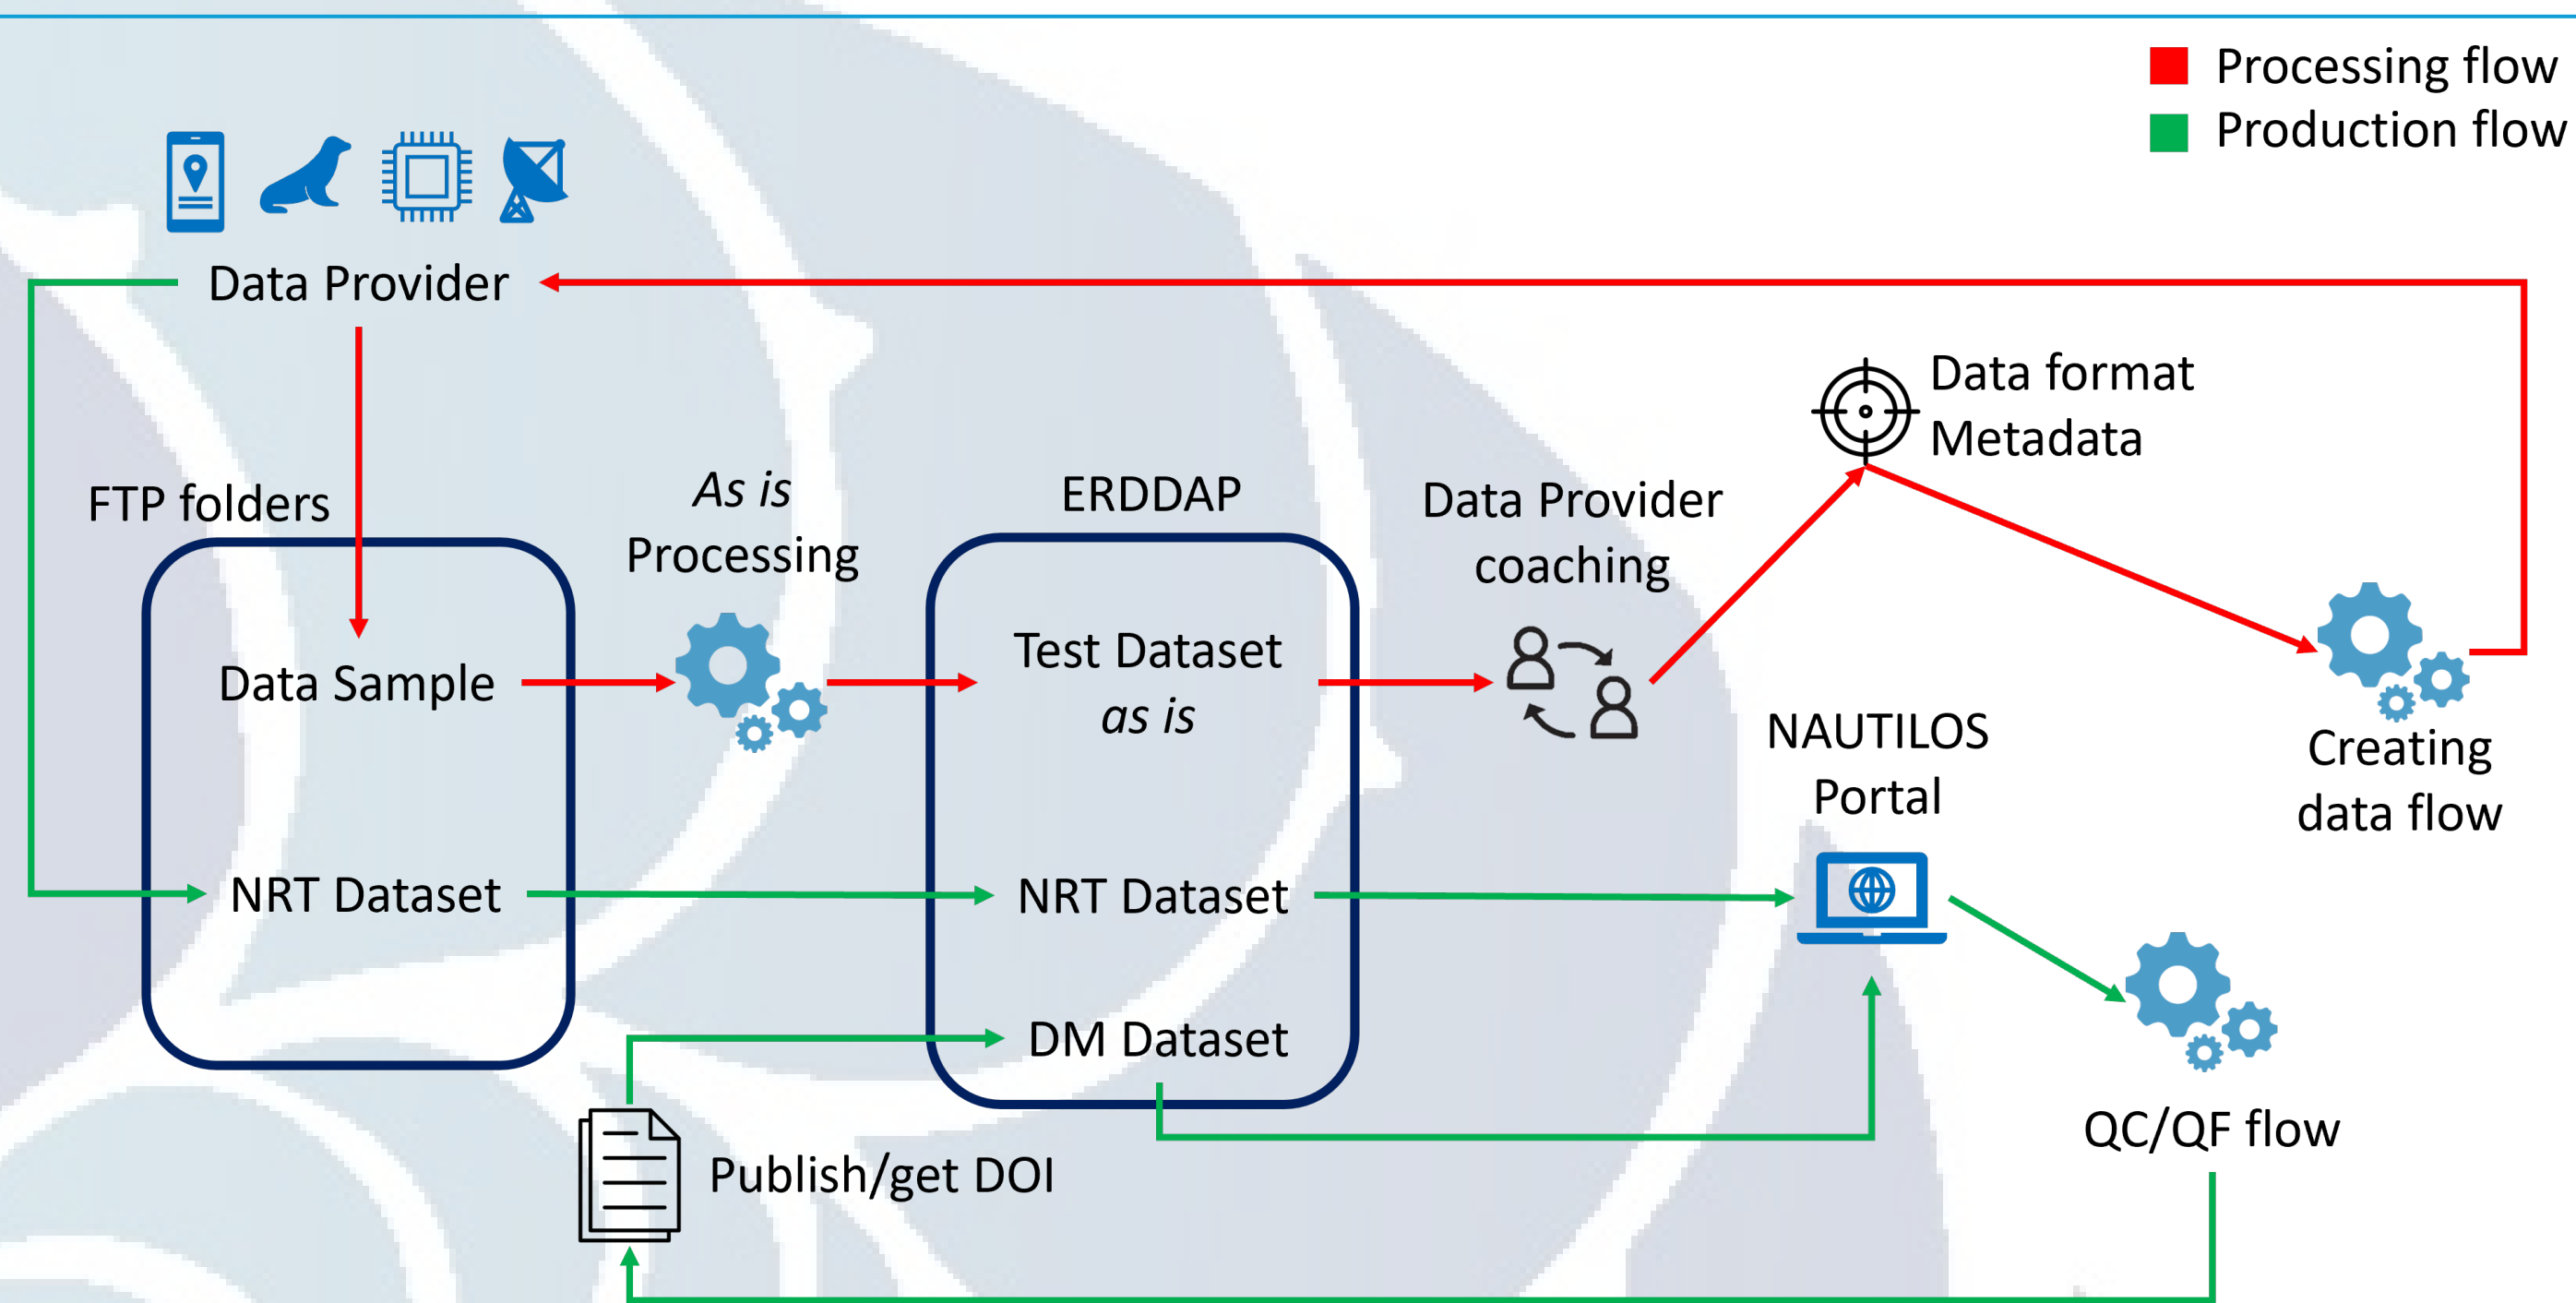 Processing flow
Production flow
Data Provider
Data format
Metadata
FTP folders
As is
Processing
ERDDAP
Data Provider
coaching
Data Sample
Test Dataset
as is
NAUTILOS
Portal
Creating
data flow
NRT Dataset
NRT Dataset
DM Dataset
QC/QF flow
Publish/get DOI